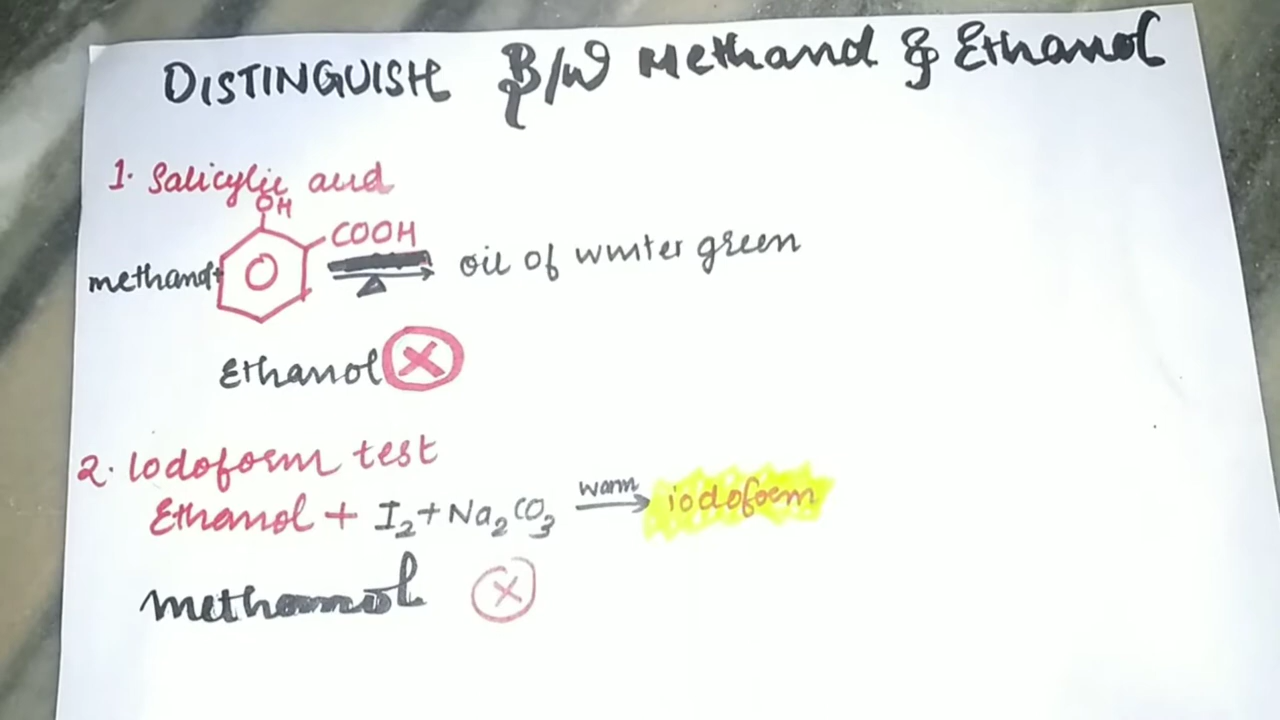 DISTINGUISH B/W Methanol & Ethanol
1. Salicylic acid
OH
COOH
methanol+ oil of winter green
Ethanol X
2. Iodoform test
Ethanol + I2 + Na2CO3 warm iodoform
methanol X